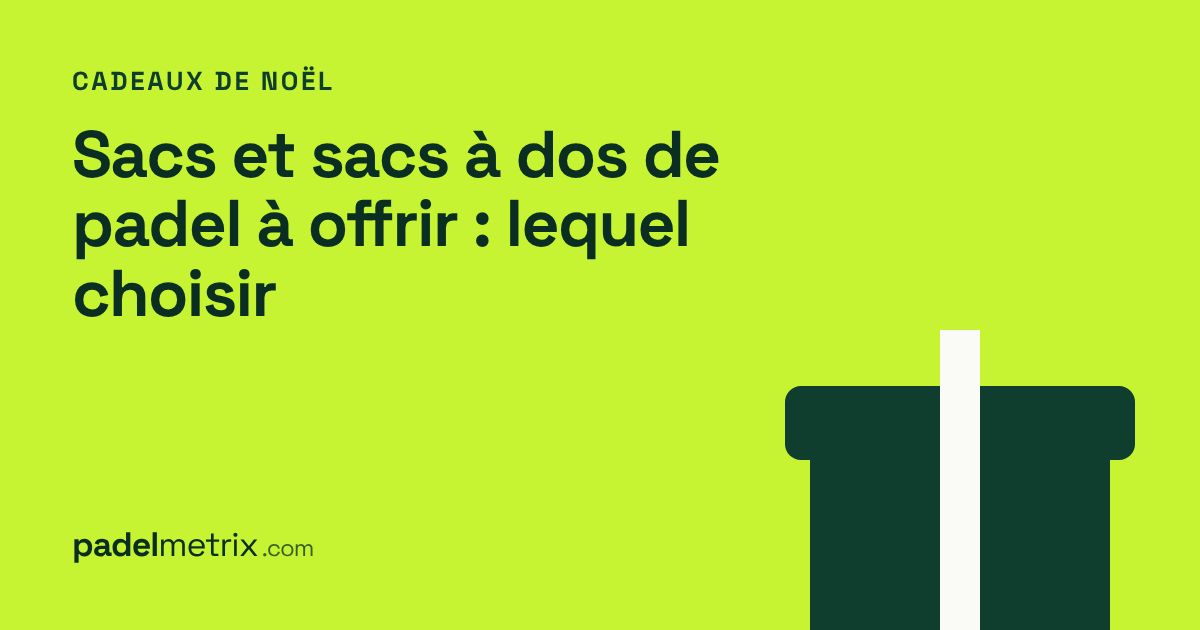 CADEAUX DE NOËL
Sacs et sacs à dos de
padel à offrir : lequel
choisir
padelmetrix.com